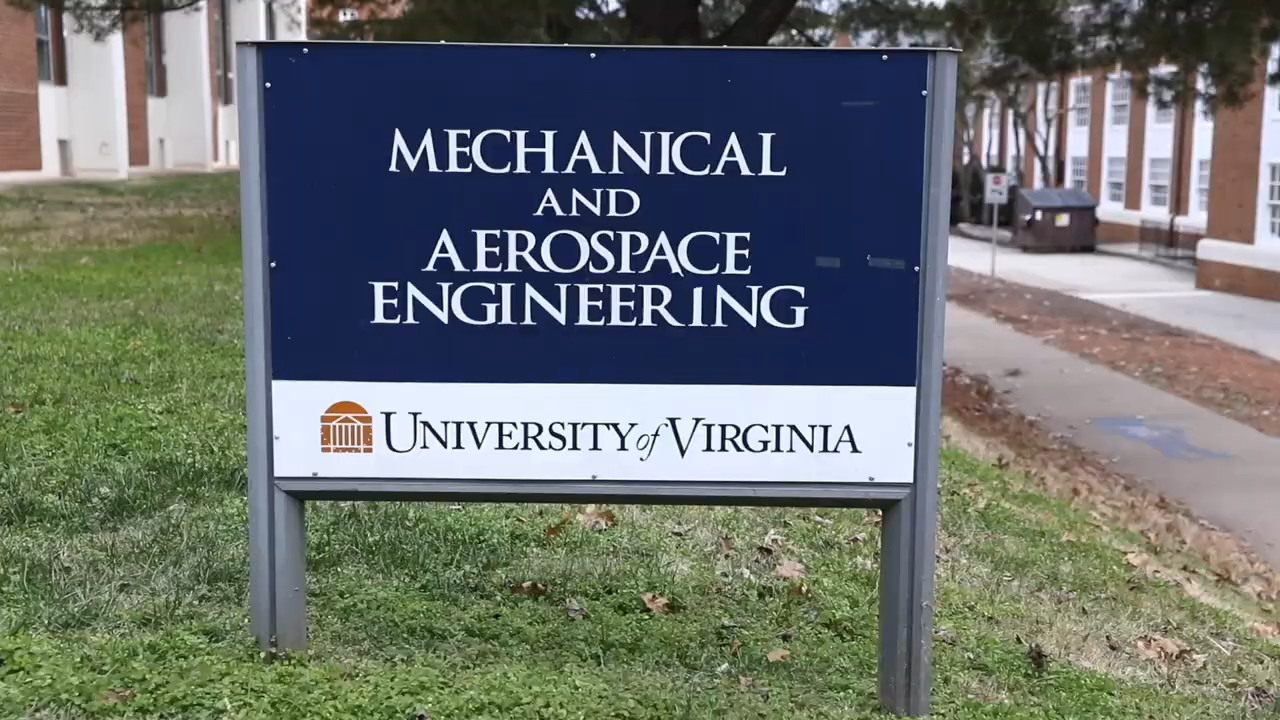 MECHANICAL
AND
AEROSPACE
ENGINEERING
UNIVERSITY of VIRGINIA